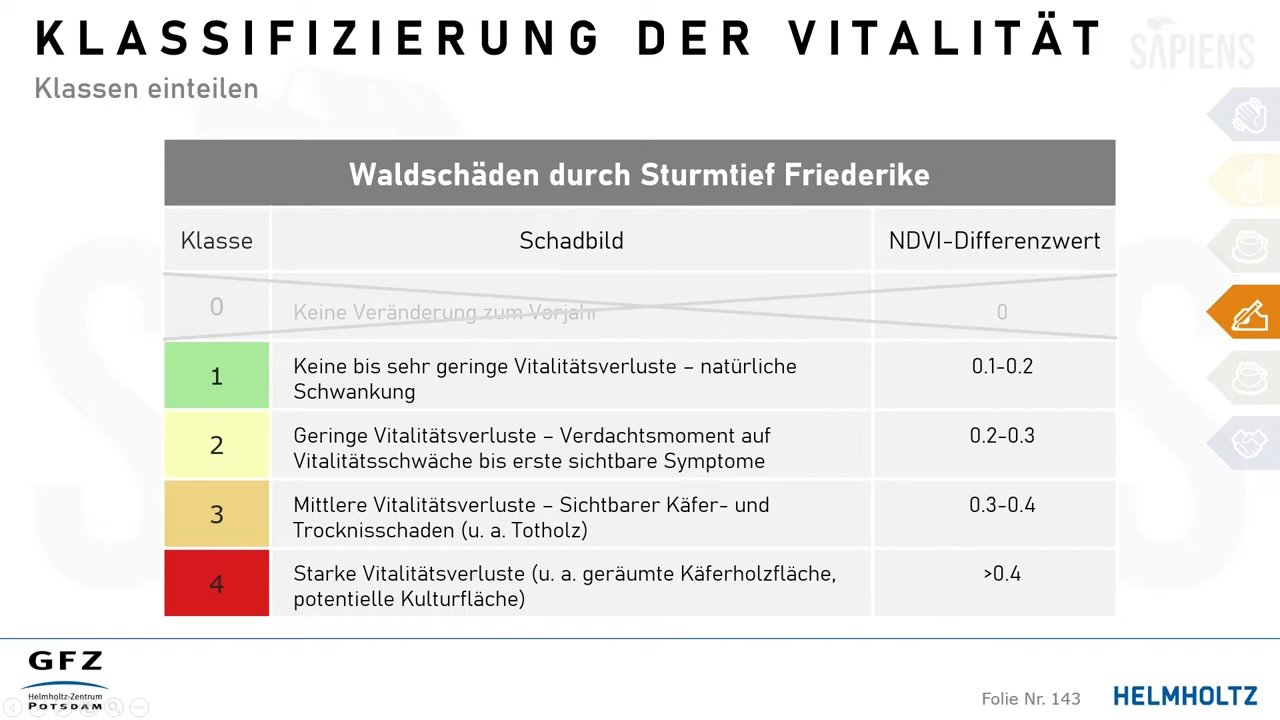 KLASSIFIZIERUNG DER VITALITÄT
SAPIENS
Klassen einteilen
Waldschäden durch Sturmtief Friederike
Klasse
Schadbild
NDVI-Differenzwert
0
Keine Veränderung zum Vorjahr
0
1
Keine bis sehr geringe Vitalitätsverluste – natürliche
Schwankung
0.1-0.2
2
Geringe Vitalitätsverluste – Verdachtsmoment auf
Vitalitätsschwäche bis erste sichtbare Symptome
0.2-0.3
3
Mittlere Vitalitätsverluste – Sichtbarer Käfer- und
Trocknisschaden (u. a. Totholz)
0.3-0.4
4
Starke Vitalitätsverluste (u. a. geräumte Käferholzfläche,
potentielle Kulturfläche)
>0.4
GFZ
Helmholtz-Zentrum
POTSDAM
Folie Nr. 143
HELMHOLTZ